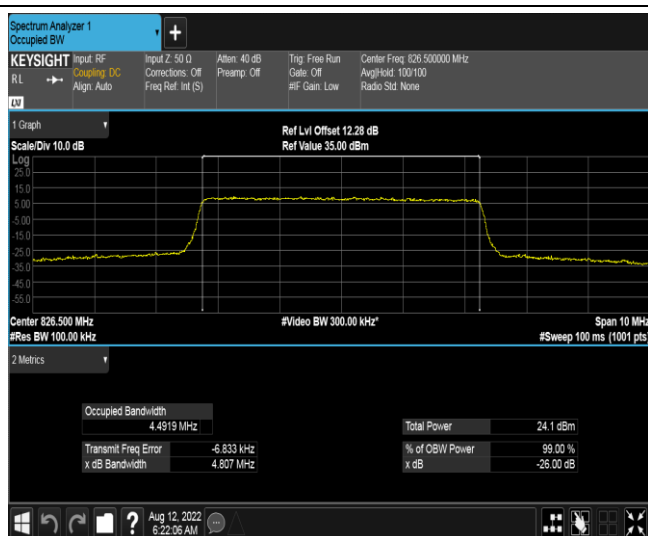 Spectrum Analyzer 1
Occupied BW
+
KEYSIGHT
RL
LXI
Input: RF
Coupling: DC
Align: Auto
Input Z: 50 Ω
Corrections: Off
Freq Ref: Int (S)
Atten: 40 dB
Preamp: Off
Trig: Free Run
Gate: Off
#IF Gain: Low
Center Freq: 826.500000 MHz
Avg|Hold: 100/100
Radio Std: None
1 Graph
Scale/Div 10.0 dB
Ref Lvl Offset 12.28 dB
Ref Value 35.00 dBm
Log
25.0
15.0
5.00
-5.00
-15.0
-25.0
-35.0
-45.0
-55.0
Center 826.500 MHz
#Res BW 100.00 kHz
#Video BW 300.00 kHz*
Span 10 MHz
#Sweep 100 ms (1001 pts)
2 Metrics
Occupied Bandwidth
4.4919 MHz
Transmit Freq Error -6.833 kHz
x dB Bandwidth 4.807 MHz
Total Power 24.1 dBm
% of OBW Power 99.00 %
x dB -26.00 dB
?
Aug 12, 2022
6:22:06 AM